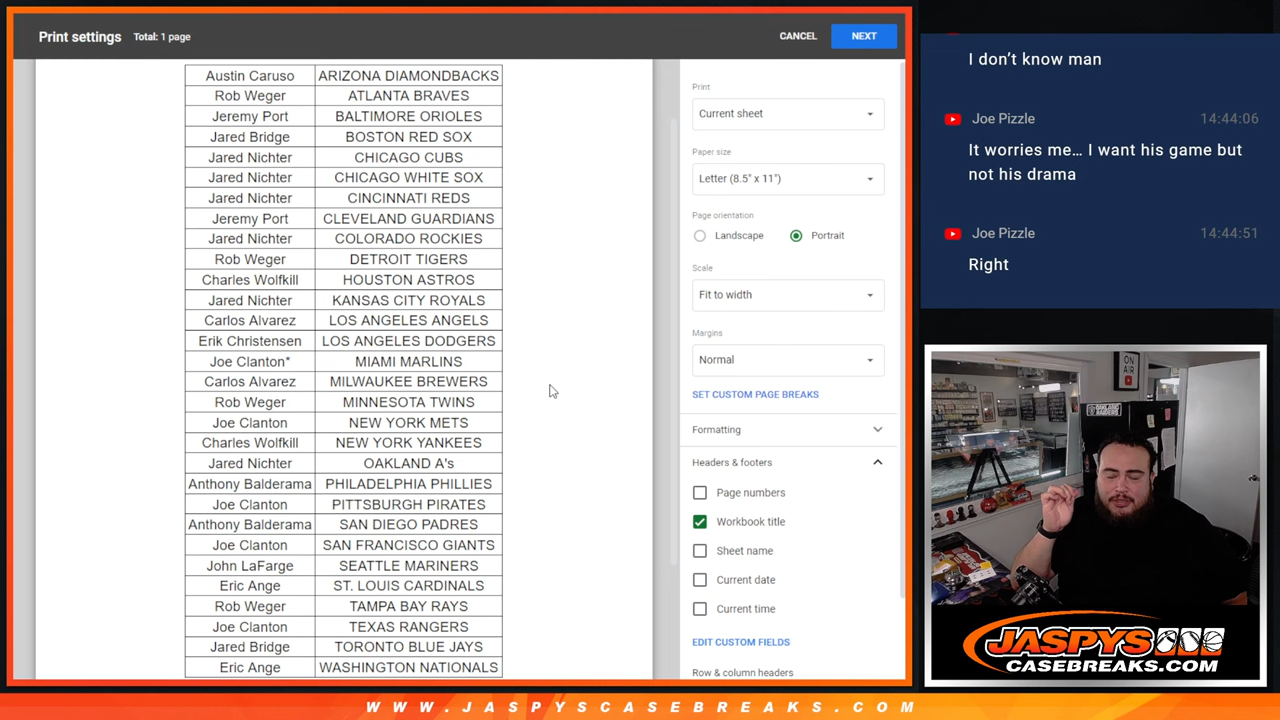 Print settings Total: 1 page CANCEL NEXT
Austin Caruso ARIZONA DIAMONDBACKS
Rob Weger ATLANTA BRAVES
Jeremy Port BALTIMORE ORIOLES
Jared Bridge BOSTON RED SOX
Jared Nichter CHICAGO CUBS
Jared Nichter CHICAGO WHITE SOX
Jared Nichter CINCINNATI REDS
Jeremy Port CLEVELAND GUARDIANS
Jared Nichter COLORADO ROCKIES
Rob Weger DETROIT TIGERS
Charles Wolfkill HOUSTON ASTROS
Jared Nichter KANSAS CITY ROYALS
Carlos Alvarez LOS ANGELES ANGELS
Erik Christensen LOS ANGELES DODGERS
Joe Clanton* MIAMI MARLINS
Carlos Alvarez MILWAUKEE BREWERS
Rob Weger MINNESOTA TWINS
Joe Clanton NEW YORK METS
Charles Wolfkill NEW YORK YANKEES
Jared Nichter OAKLAND A's
Anthony Balderama PHILADELPHIA PHILLIES
Joe Clanton PITTSBURGH PIRATES
Anthony Balderama SAN DIEGO PADRES
Joe Clanton SAN FRANCISCO GIANTS
John LaFarge SEATTLE MARINERS
Eric Ange ST. LOUIS CARDINALS
Rob Weger TAMPA BAY RAYS
Joe Clanton TEXAS RANGERS
Jared Bridge TORONTO BLUE JAYS
Eric Ange WASHINGTON NATIONALS
Print
Current sheet
Paper size
Letter (8.5" x 11")
Page orientation
Landscape Portrait
Scale
Fit to width
Margins
Normal
SET CUSTOM PAGE BREAKS
Formatting
Headers & footers
Page numbers
Workbook title
Sheet name
Current date
Current time
EDIT CUSTOM FIELDS
Row & column headers
I don’t know man
Joe Pizzle 14:44:06
It worries me… I want his game but
not his drama
Joe Pizzle 14:44:51
Right
ON
AIR
JASPYS
CASEBREAKS.COM
WWW.JASPYSCASEBREAKS.COM